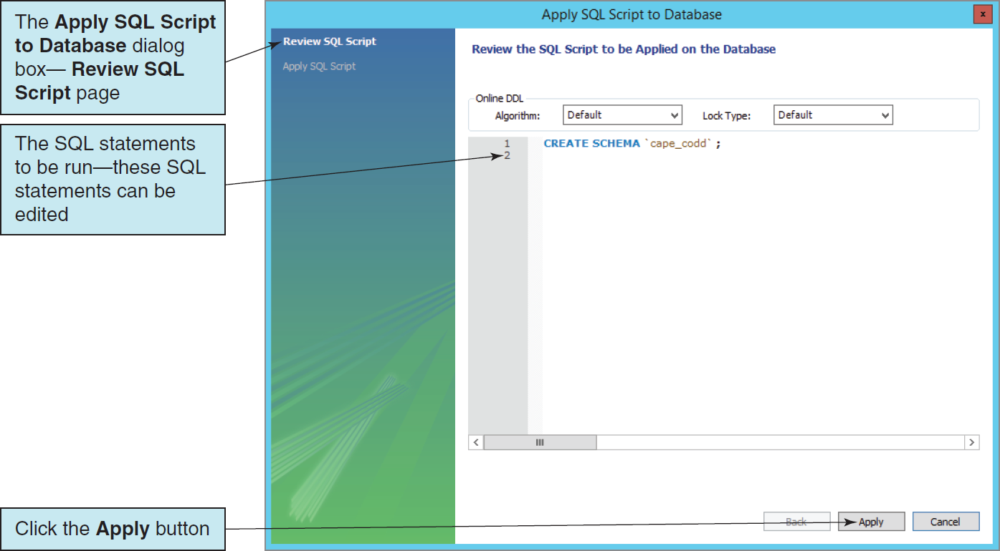 The Apply SQL Script
to Database dialog
box— Review SQL
Script page
The SQL statements
to be run—these SQL
statements can be
edited
Click the Apply button
Apply SQL Script to Database
x
Review SQL Script
Apply SQL Script
Review the SQL Script to be Applied on the Database
Online DDL
Algorithm: Default Lock Type: Default
1 CREATE SCHEMA `cape_codd` ;
2
Back Apply Cancel